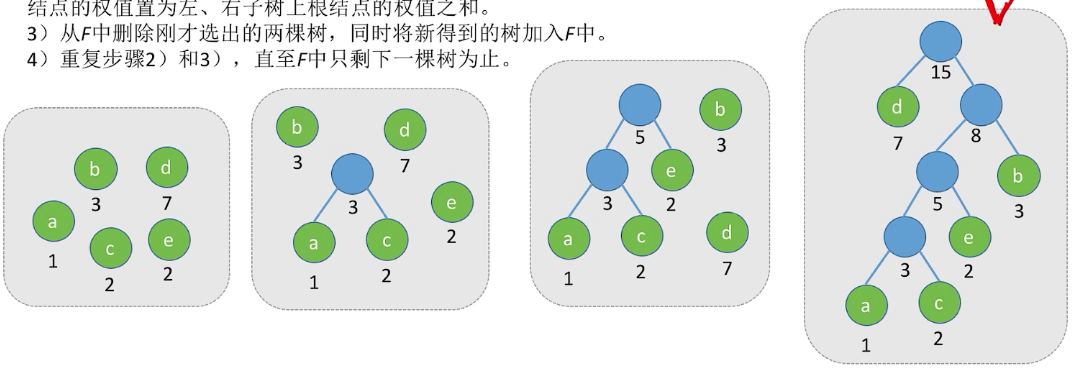 结点的权值置为左、右子树上根结点的权值之和。
3）从F中删除刚才选出的两棵树，同时将新得到的树加入F中。
4）重复步骤2）和3），直至F中只剩下一棵树为止。
b
3
d
7
a
1
c
2
e
2
b
3
d
7
3
e
2
a
1
c
2
5
b
3
3
e
2
a
1
c
2
d
7
15
d
7
8
5
b
3
3
e
2
a
1
c
2